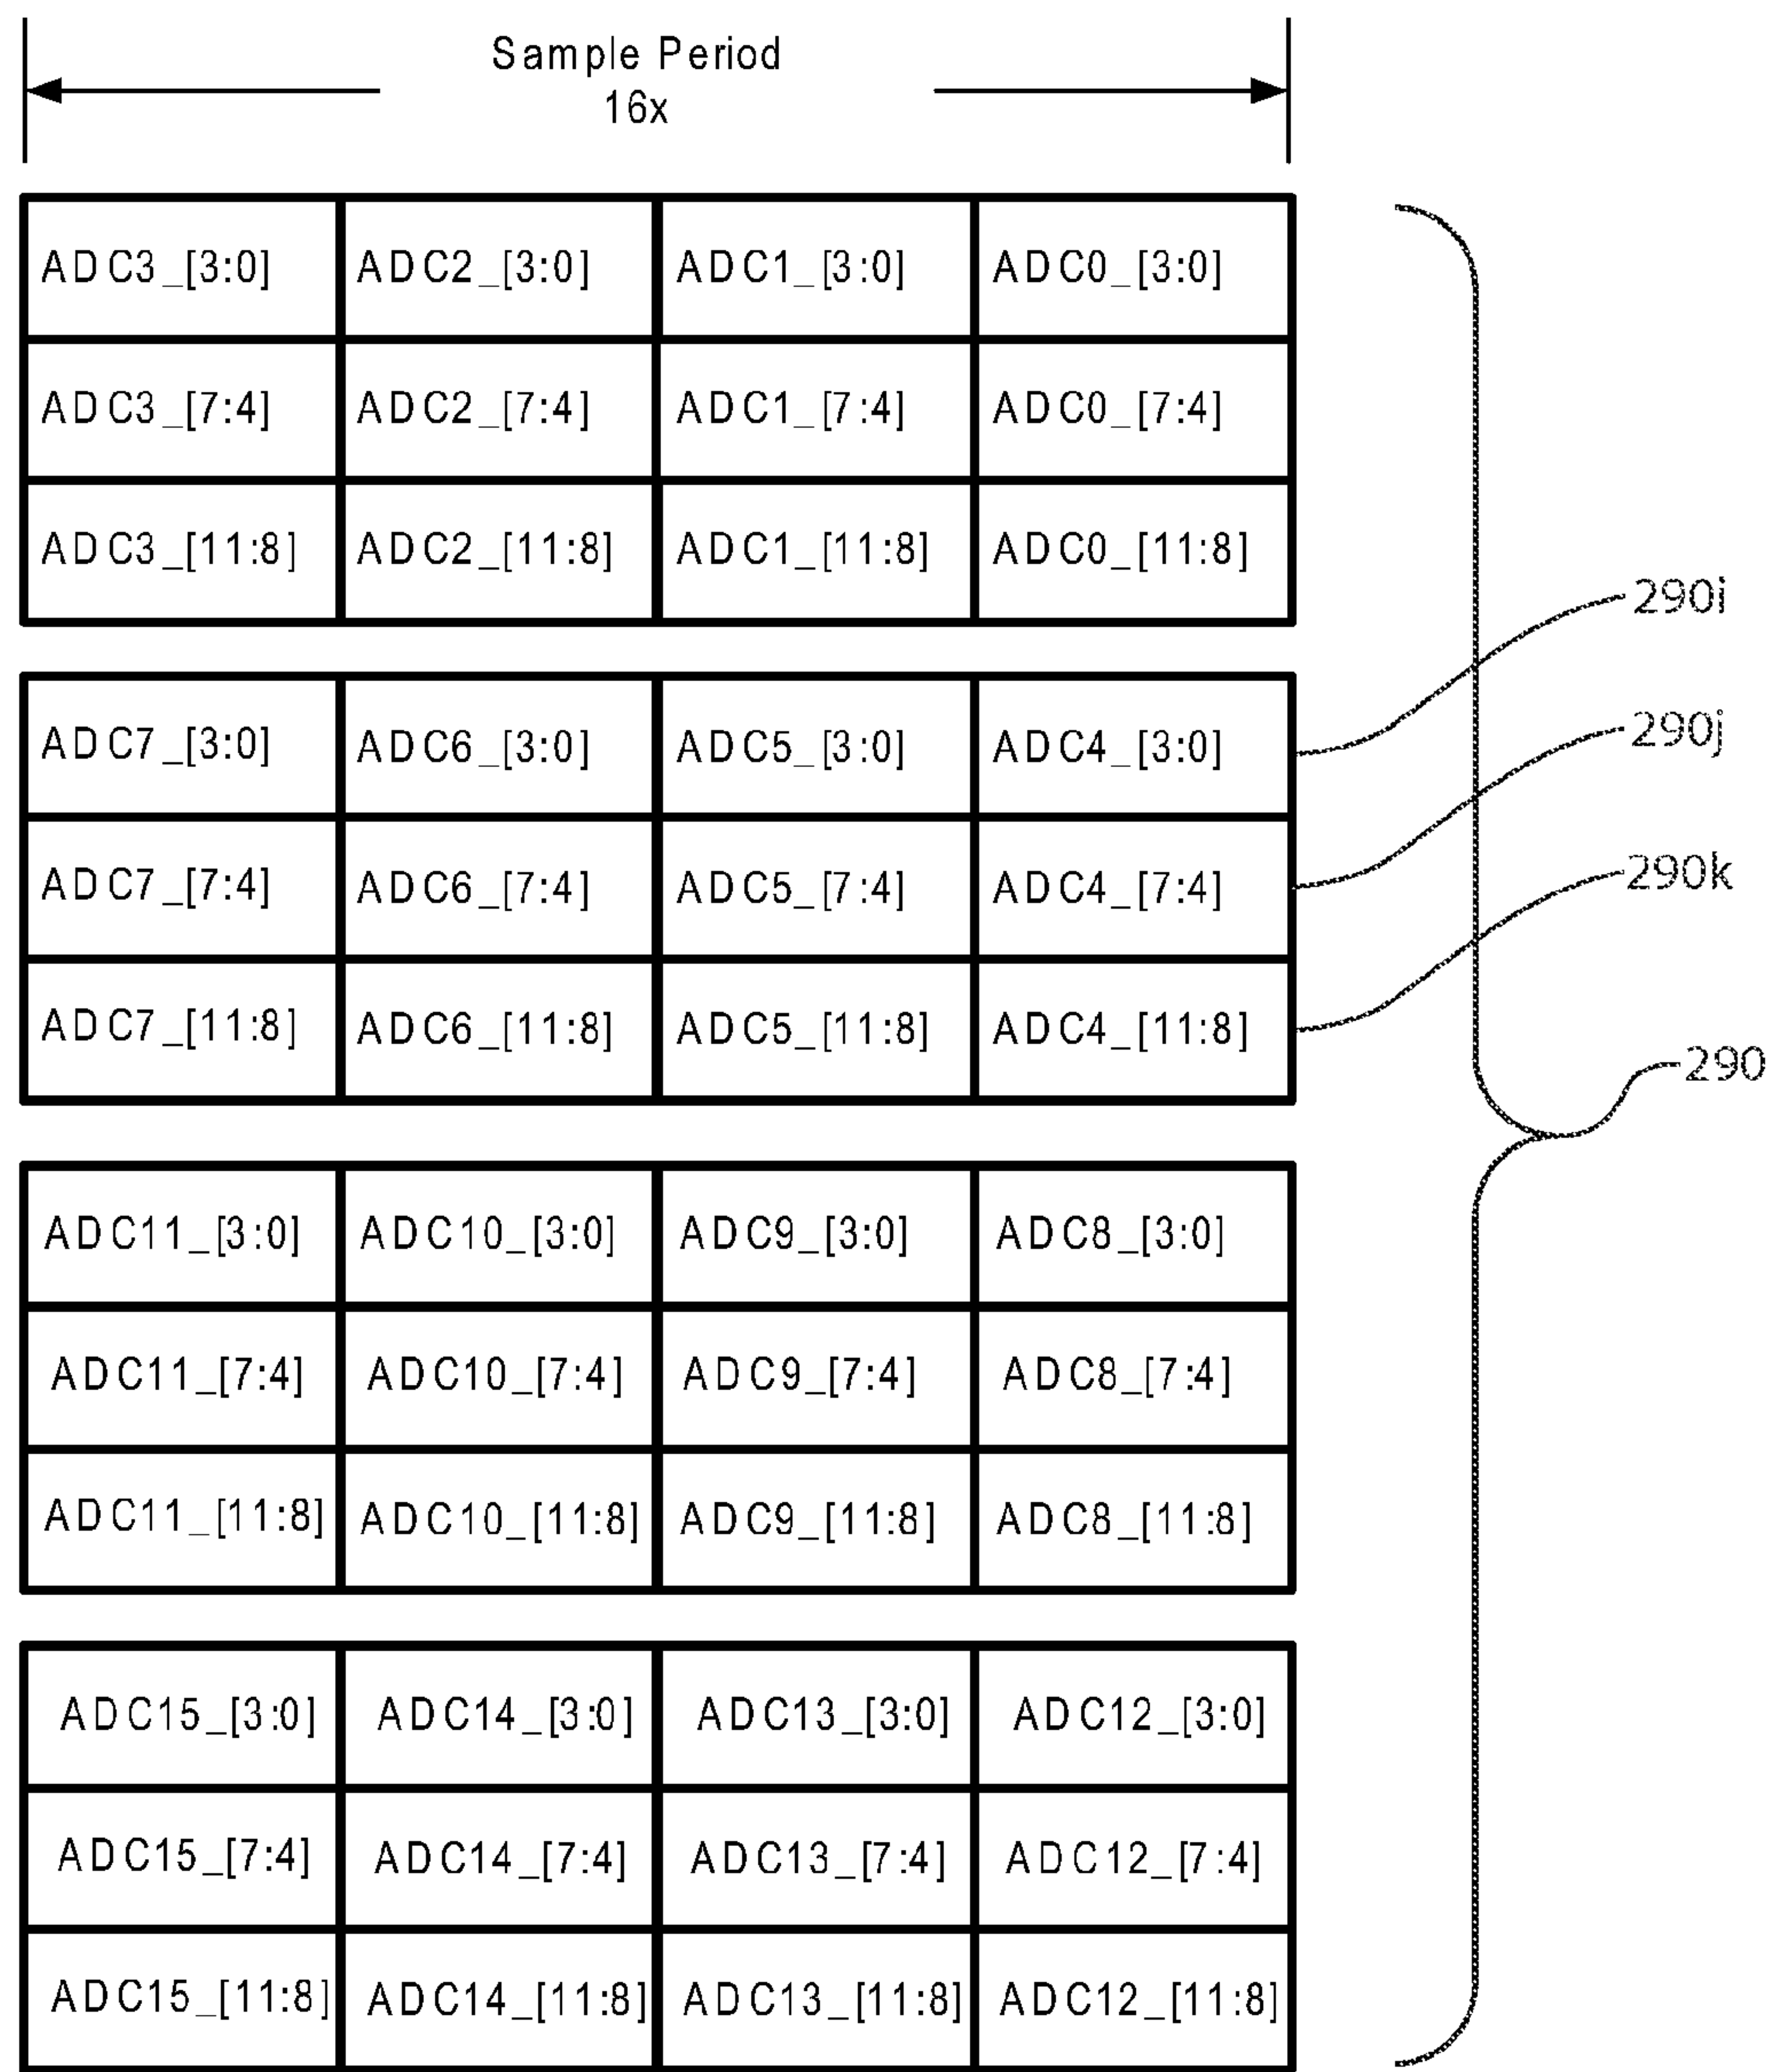 Sample Period
16x
ADC3_[3:0] ADC2_[3:0] ADC1_[3:0] ADC0_[3:0]
ADC3_[7:4] ADC2_[7:4] ADC1_[7:4] ADC0_[7:4]
ADC3_[11:8] ADC2_[11:8] ADC1_[11:8] ADC0_[11:8]
290i
ADC7_[3:0] ADC6_[3:0] ADC5_[3:0] ADC4_[3:0]
290j
ADC7_[7:4] ADC6_[7:4] ADC5_[7:4] ADC4_[7:4]
290k
ADC7_[11:8] ADC6_[11:8] ADC5_[11:8] ADC4_[11:8]
290
ADC11_[3:0] ADC10_[3:0] ADC9_[3:0] ADC8_[3:0]
ADC11_[7:4] ADC10_[7:4] ADC9_[7:4] ADC8_[7:4]
ADC11_[11:8] ADC10_[11:8] ADC9_[11:8] ADC8_[11:8]
ADC15_[3:0] ADC14_[3:0] ADC13_[3:0] ADC12_[3:0]
ADC15_[7:4] ADC14_[7:4] ADC13_[7:4] ADC12_[7:4]
ADC15_[11:8] ADC14_[11:8] ADC13_[11:8] ADC12_[11:8]